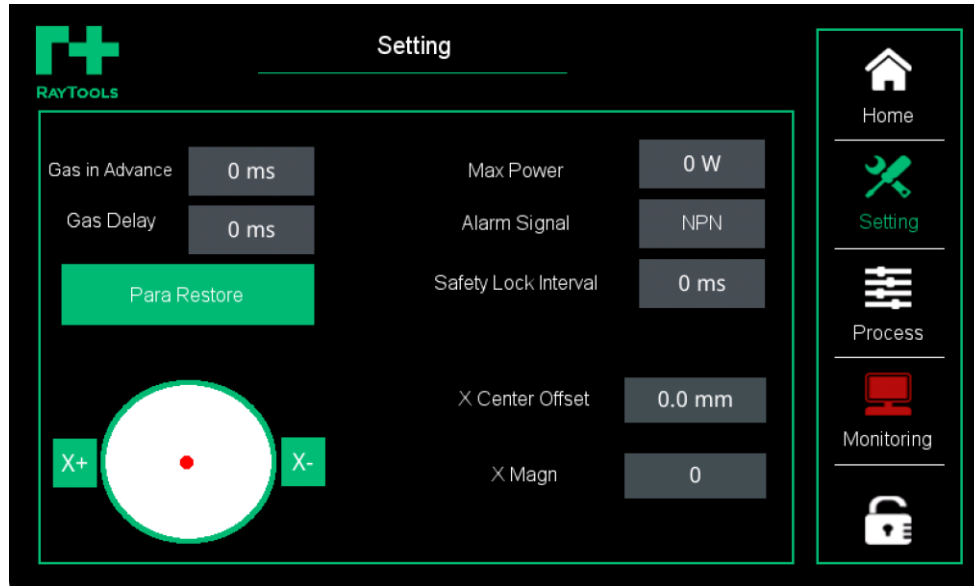 Setting
RAYTOOLS
Home
Gas in Advance 0 ms
Max Power 0 W
Gas Delay 0 ms
Alarm Signal NPN
Setting
Para Restore
Safety Lock Interval 0 ms
Process
X Center Offset 0.0 mm
Monitoring
X+ X-
X Magn 0